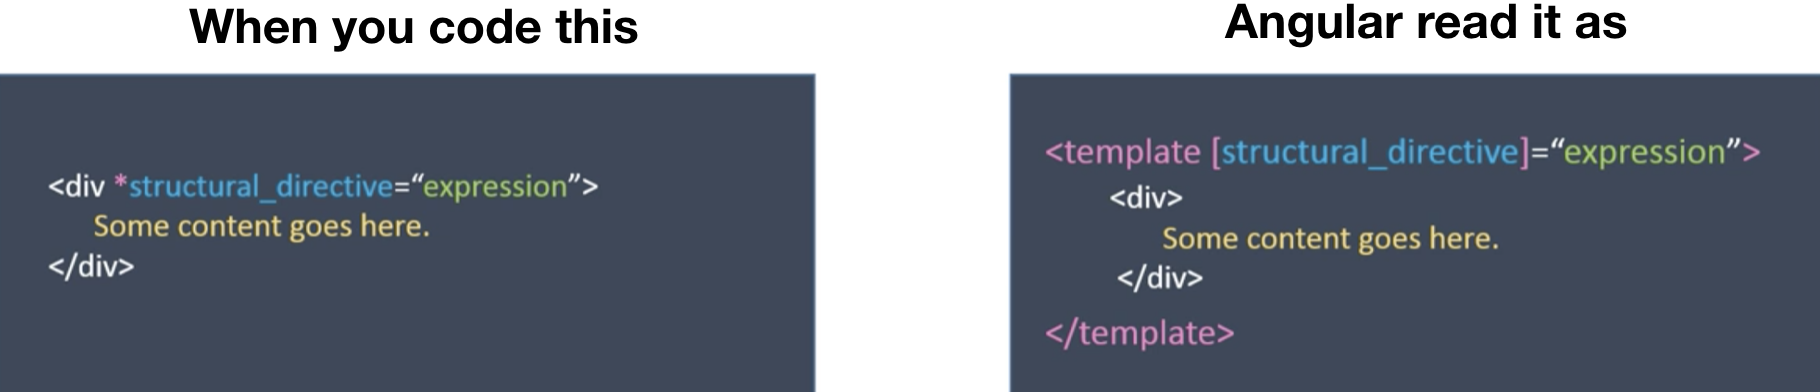 When you code this
<div *structural_directive=“expression”>
Some content goes here.
</div>
Angular read it as
<template [structural_directive]=“expression”>
<div>
Some content goes here.
</div>
</template>